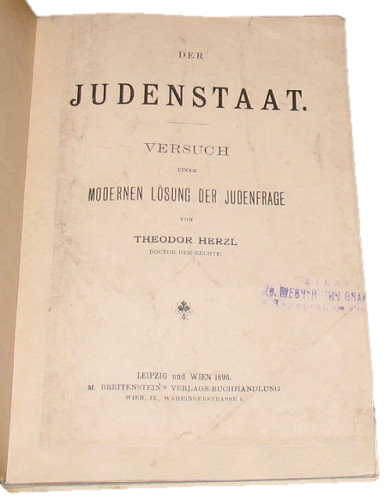 DER
JUDENSTAAT.
VERSUCH
EINER
MODERNEN LÖSUNG DER JUDENFRAGE
VON
THEODOR HERZL
DOCTOR DER RECHTE.
LEIPZIG und WIEN 1896.
M. BREITENSTEIN'S VERLAGS-BUCHHANDLUNG
WIEN, IX., WÄHRINGERSTRASSE 5.